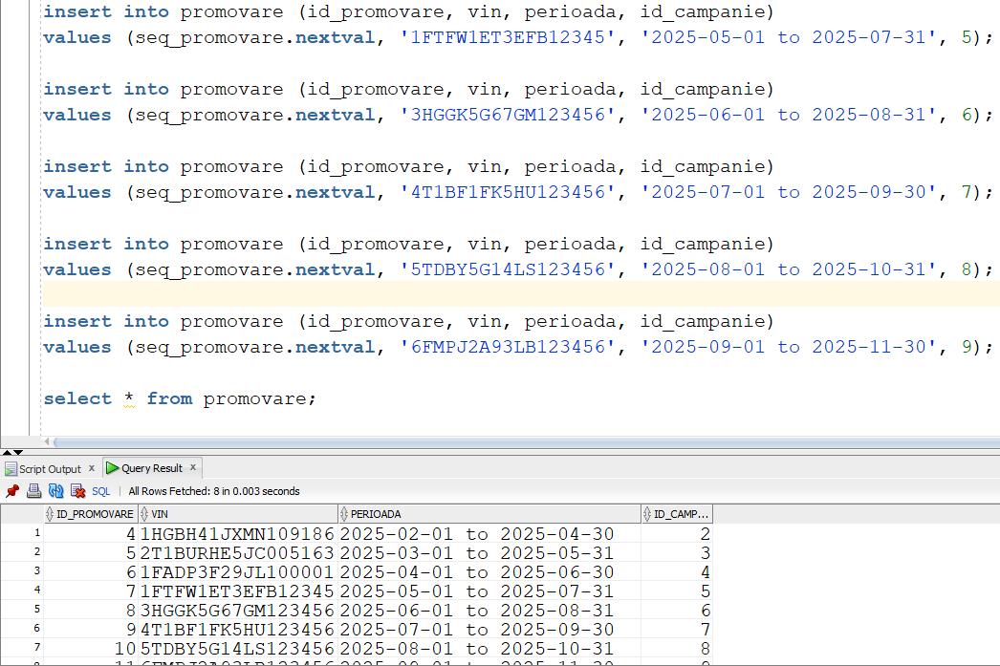 insert into promovare (id_promovare, vin, perioada, id_campanie)
values (seq_promovare.nextval, '1FTFW1ET3EFB12345', '2025-05-01 to 2025-07-31', 5);
insert into promovare (id_promovare, vin, perioada, id_campanie)
values (seq_promovare.nextval, '3HGGK5G67GM123456', '2025-06-01 to 2025-08-31', 6);
insert into promovare (id_promovare, vin, perioada, id_campanie)
values (seq_promovare.nextval, '4T1BF1FK5HU123456', '2025-07-01 to 2025-09-30', 7);
insert into promovare (id_promovare, vin, perioada, id_campanie)
values (seq_promovare.nextval, '5TDBY5G14LS123456', '2025-08-01 to 2025-10-31', 8);
insert into promovare (id_promovare, vin, perioada, id_campanie)
values (seq_promovare.nextval, '6FMPJ2A93LB123456', '2025-09-01 to 2025-11-30', 9);
select * from promovare;
Script Output x Query Result x
SQL | All Rows Fetched: 8 in 0.003 seconds
ID_PROMOVARE VIN PERIOADA ID_CAMP...
1 4 1HGBH41JXMN109186 2025-02-01 to 2025-04-30 2
2 5 2T1BURHE5JC005163 2025-03-01 to 2025-05-31 3
3 6 1FADP3F29JL100001 2025-04-01 to 2025-06-30 4
4 7 1FTFW1ET3EFB12345 2025-05-01 to 2025-07-31 5
5 8 3HGGK5G67GM123456 2025-06-01 to 2025-08-31 6
6 9 4T1BF1FK5HU123456 2025-07-01 to 2025-09-30 7
7 10 5TDBY5G14LS123456 2025-08-01 to 2025-10-31 8